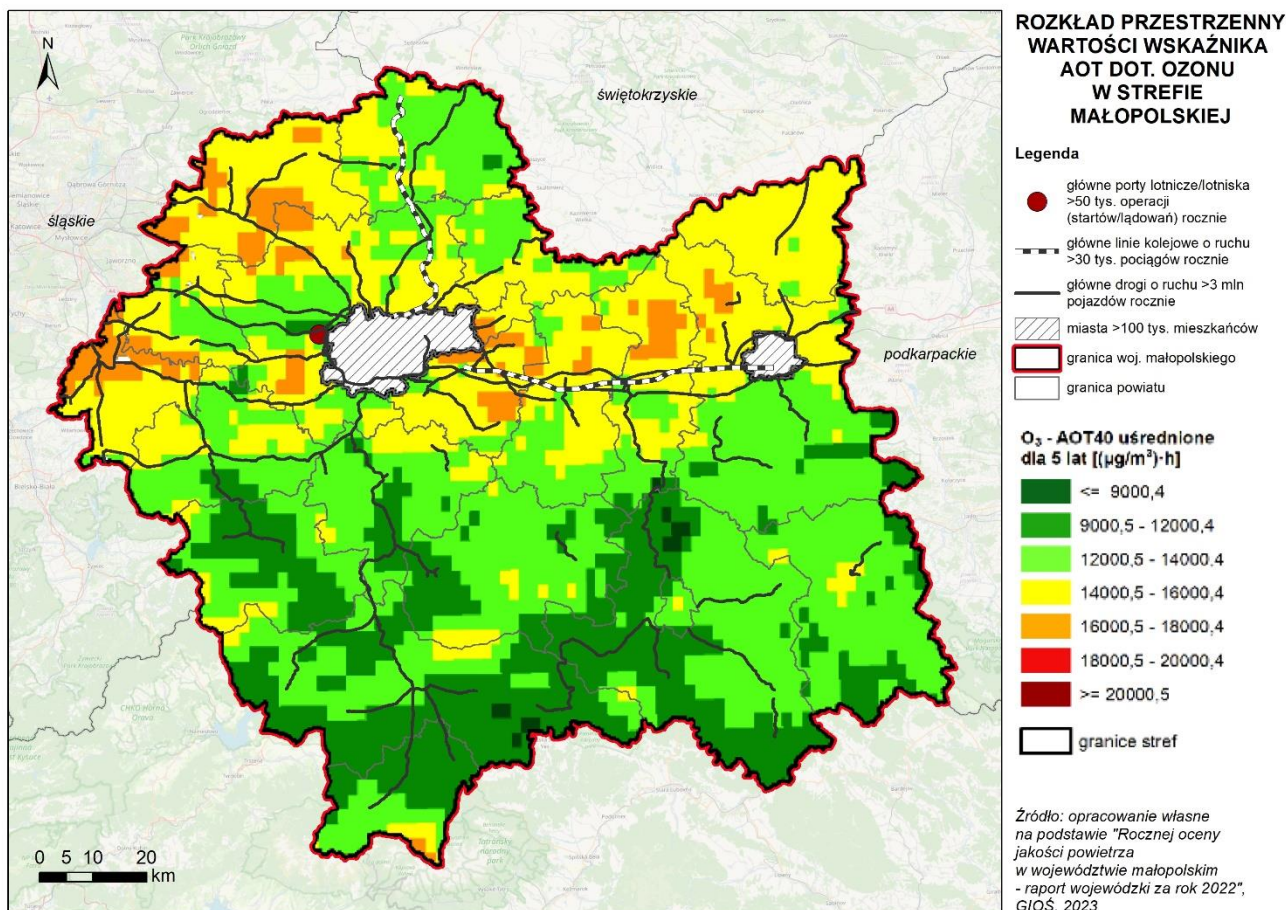 ROZKŁAD PRZESTRZENNY
WARTOŚCI WSKAŹNIKA
AOT DOT. OZONU
W STREFIE
MAŁOPOLSKIEJ
Legenda
główne porty lotnicze/lotniska
>50 tys. operacji
(startów/lądowań) rocznie
główne linie kolejowe o ruchu
>30 tys. pociągów rocznie
główne drogi o ruchu >3 mln
pojazdów rocznie
miasta >100 tys. mieszkańców
granica woj. małopolskiego
granica powiatu
O₃ - AOT40 uśrednione
dla 5 lat [(µg/m³)·h]
<= 9000,4
9000,5 - 12000,4
12000,5 - 14000,4
14000,5 - 16000,4
16000,5 - 18000,4
18000,5 - 20000,4
>= 20000,5
granice stref
Źródło: opracowanie własne
na podstawie "Rocznej oceny
jakości powietrza
w województwie małopolskim
- raport wojewódzki za rok 2022",
GIOŚ, 2023
N
świętokrzyskie
śląskie
podkarpackie
0 5 10 20
km